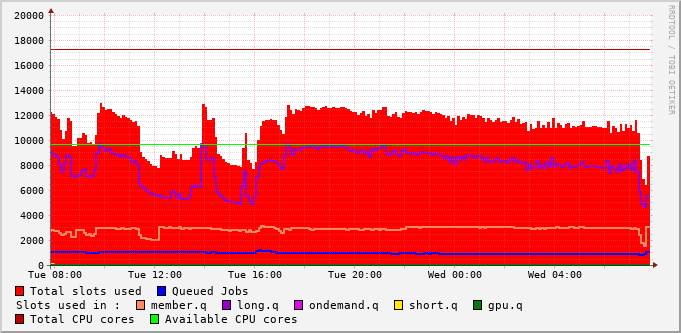 20000
18000
16000
14000
12000
10000
8000
6000
4000
2000
0
Tue 08:00 Tue 12:00 Tue 16:00 Tue 20:00 Wed 00:00 Wed 04:00
RRDTOOL / TOBI OETIKER
Total slots used Queued Jobs
Slots used in : member.q long.q ondemand.q short.q gpu.q
Total CPU cores Available CPU cores